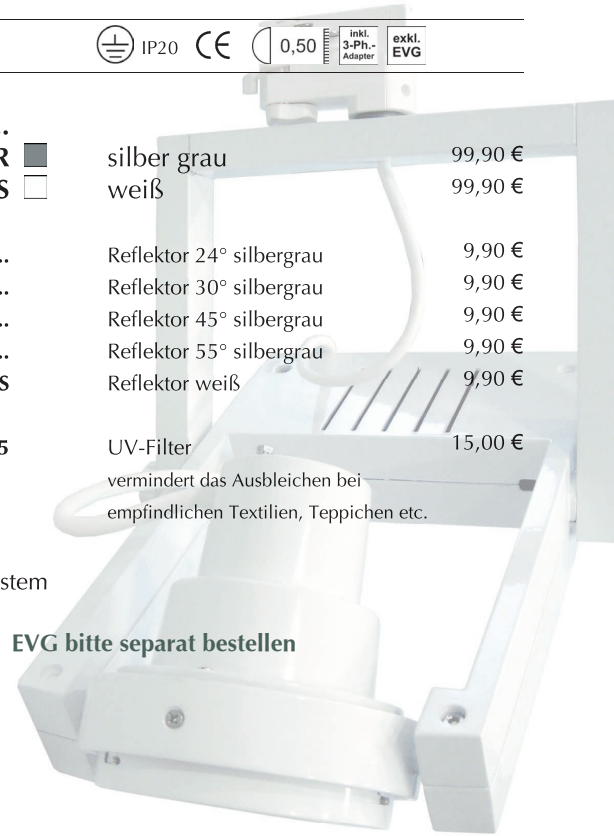 IP20 CE 0,50 inkl. 3-Ph.- Adapter exkl. EVG
..
R silber grau 99,90 €
S weiß 99,90 €
.. Reflektor 24° silbergrau 9,90 €
.. Reflektor 30° silbergrau 9,90 €
.. Reflektor 45° silbergrau 9,90 €
.. Reflektor 55° silbergrau 9,90 €
S Reflektor weiß 9,90 €
5 UV-Filter 15,00 €
vermindert das Ausbleichen bei
empfindlichen Textilien, Teppichen etc.
stem
EVG bitte separat bestellen